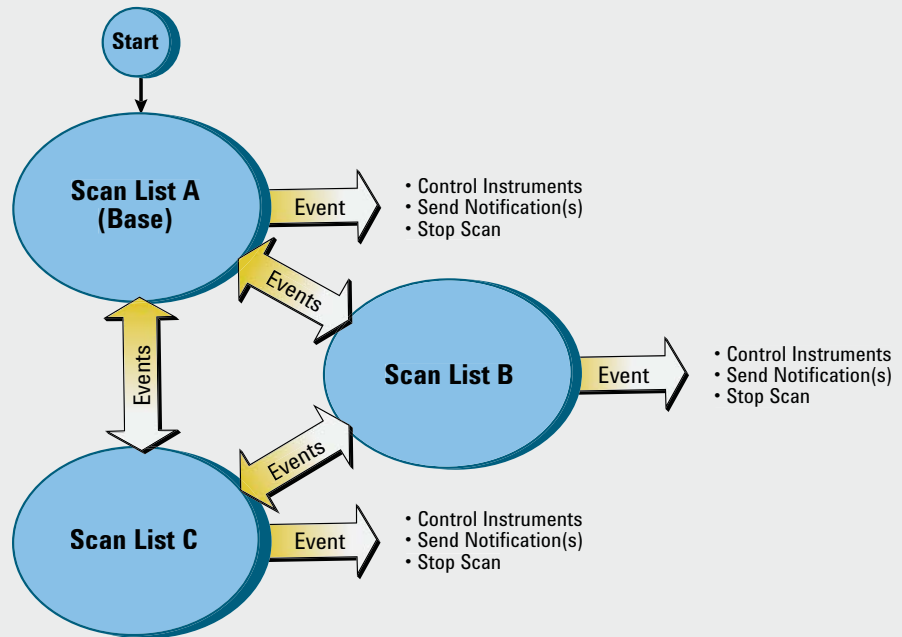 Start
Scan List A
(Base)
Event
• Control Instruments
• Send Notification(s)
• Stop Scan
Events
Events
Scan List B
Event
• Control Instruments
• Send Notification(s)
• Stop Scan
Events
Scan List C
Event
• Control Instruments
• Send Notification(s)
• Stop Scan